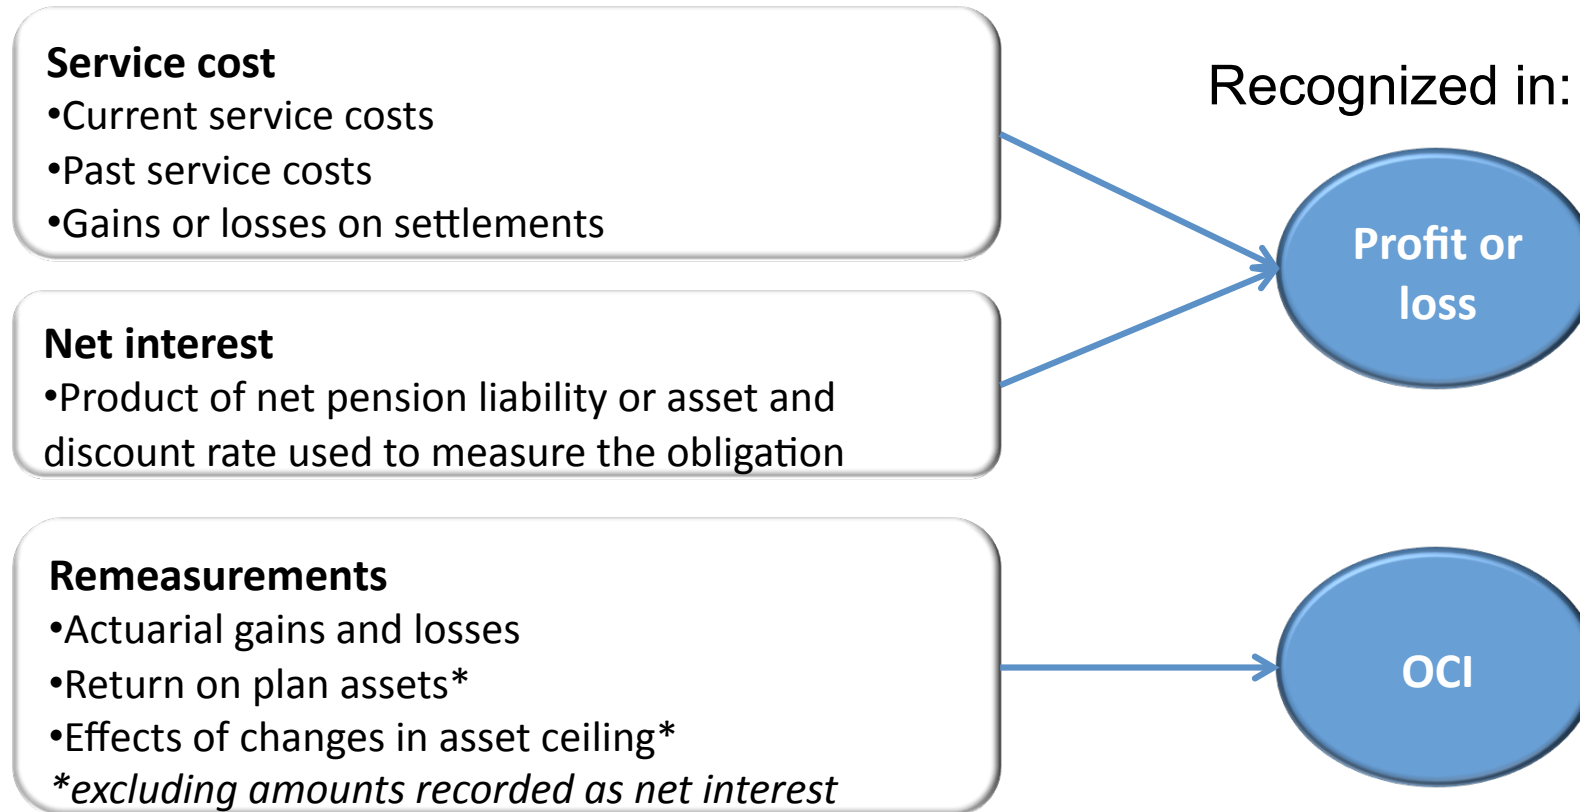 Service cost
•Current service costs
•Past service costs
•Gains or losses on settlements
Recognized in:
Profit or
loss
Net interest
•Product of net pension liability or asset and
discount rate used to measure the obligation
Remeasurements
•Actuarial gains and losses
•Return on plan assets*
•Effects of changes in asset ceiling*
*excluding amounts recorded as net interest
OCI